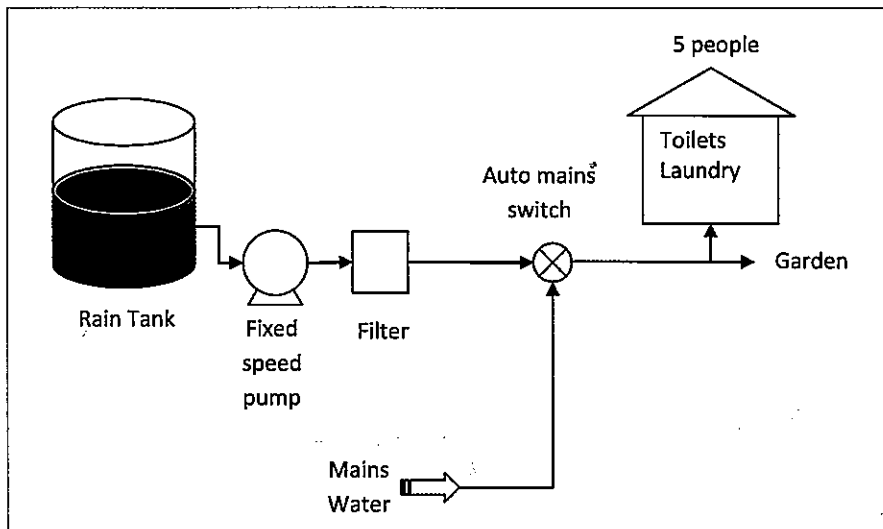 5 people
Toilets
Laundry
Auto mains
switch
Garden
Rain Tank
Fixed
speed
pump
Filter
Mains
Water